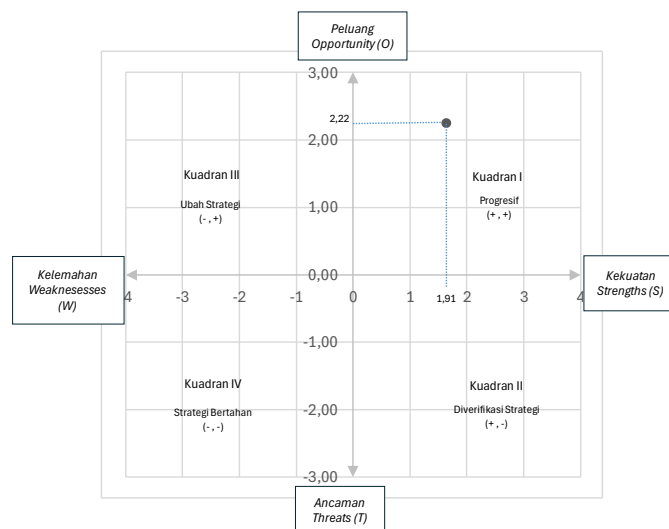 Peluang
Opportunity (O)
3,00
2,22
2,00
Kuadran III
Kuadran I
Ubah Strategi
(- , +)
Progresif
(+ , +)
1,00
Kelemahan
Weaknesesses
(W)
0,00
Kekuatan
Strengths (S)
4 -3 -2 -1 0 1 1,91 2 3 4
-1,00
Kuadran IV
Kuadran II
Strategi Bertahan
(- , -)
Diverifikasi Strategi
(+ , -)
-2,00
-3,00
Ancaman
Threats (T)